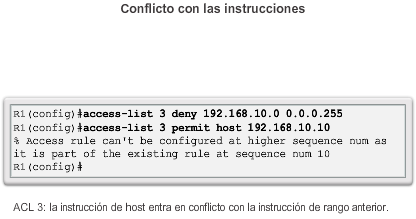 Conflicto con las instrucciones
R1(config)#access-list 3 deny 192.168.10.0 0.0.0.255
R1(config)#access-list 3 permit host 192.168.10.10
% Access rule can't be configured at higher sequence num as
it is part of the existing rule at sequence num 10
R1(config)#
ACL 3: la instrucción de host entra en conflicto con la instrucción de rango anterior.